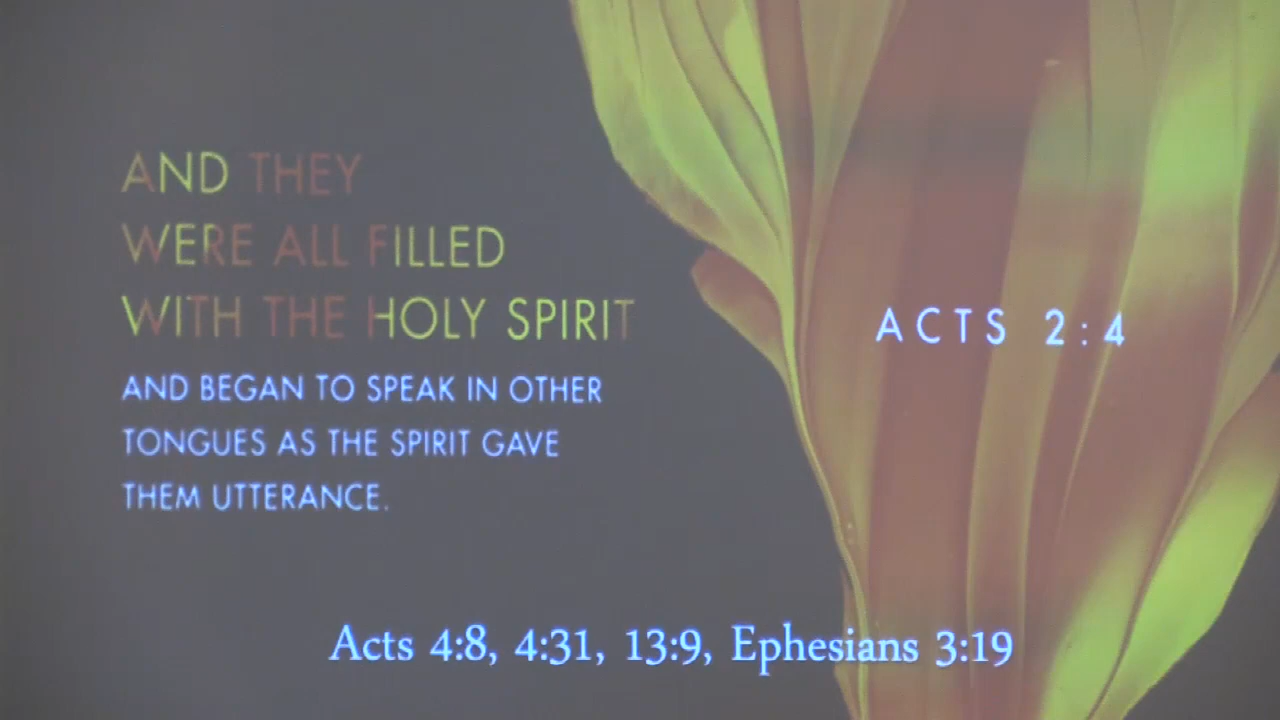 AND THEY
WERE ALL FILLED
WITH THE HOLY SPIRIT
AND BEGAN TO SPEAK IN OTHER
TONGUES AS THE SPIRIT GAVE
THEM UTTERANCE.
ACTS 2:4
Acts 4:8, 4:31, 13:9, Ephesians 3:19